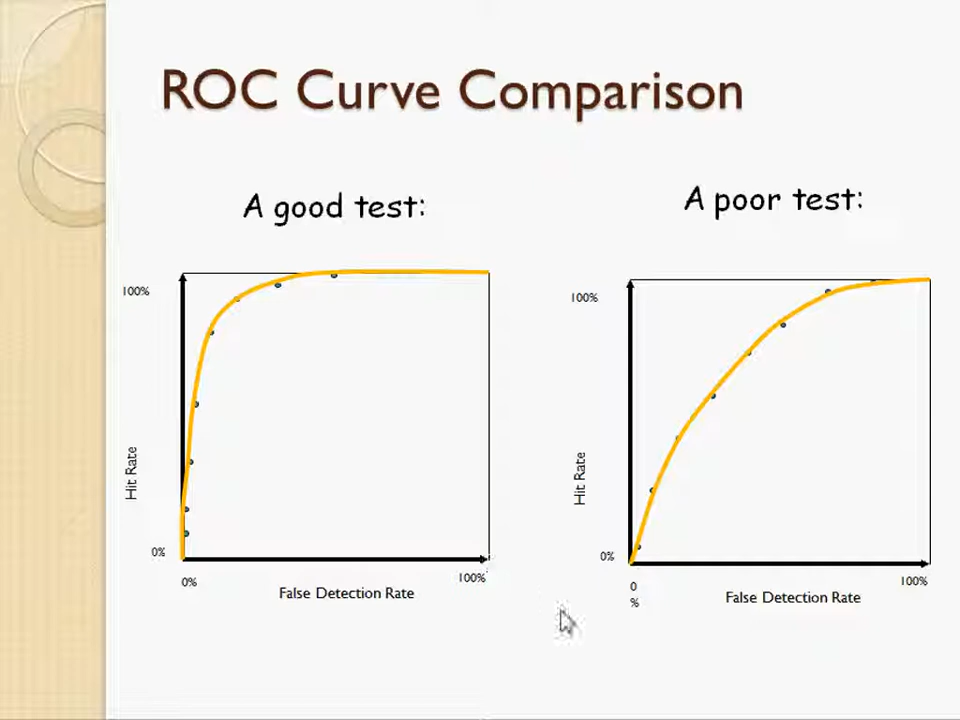 ROC Curve Comparison
A good test:
100%
Hit Rate
0%
0%
100%
False Detection Rate
A poor test:
100%
Hit Rate
0%
0
%
100%
False Detection Rate